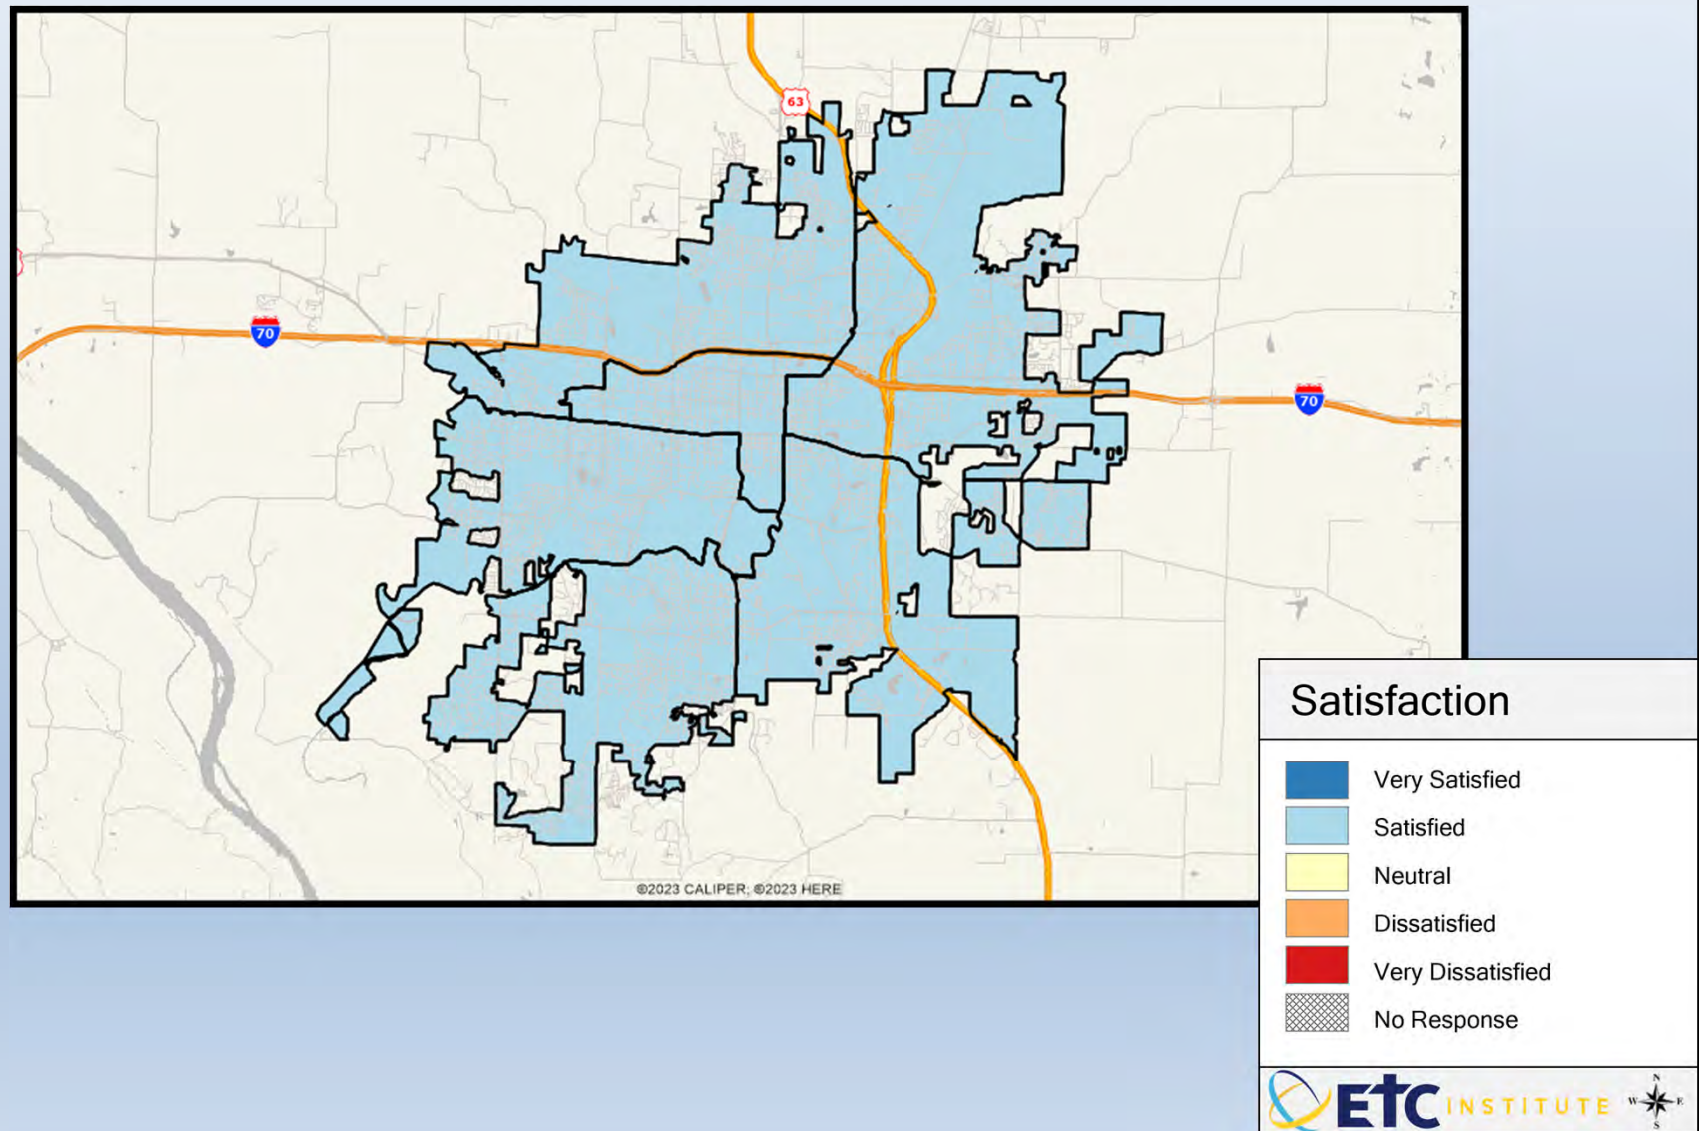 63
70
70
©2023 CALIPER; ©2023 HERE
Satisfaction
Very Satisfied
Satisfied
Neutral
Dissatisfied
Very Dissatisfied
No Response
ETC INSTITUTE
N
W E
S